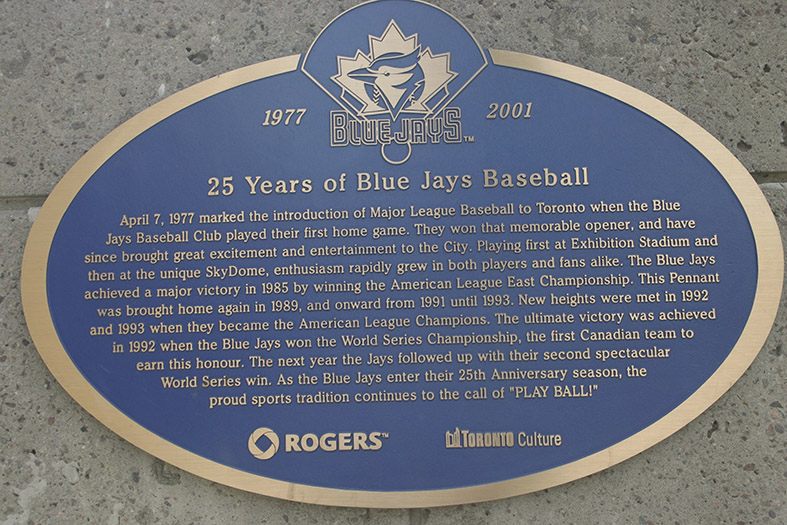 1977 BLUE JAYS™ 2001
25 Years of Blue Jays Baseball
April 7, 1977 marked the introduction of Major League Baseball to Toronto when the Blue
Jays Baseball Club played their first home game. They won that memorable opener, and have
since brought great excitement and entertainment to the City. Playing first at Exhibition Stadium and
then at the unique SkyDome, enthusiasm rapidly grew in both players and fans alike. The Blue Jays
achieved a major victory in 1985 by winning the American League East Championship. This Pennant
was brought home again in 1989, and onward from 1991 until 1993. New heights were met in 1992
and 1993 when they became the American League Champions. The ultimate victory was achieved
in 1992 when the Blue Jays won the World Series Championship, the first Canadian team to
earn this honour. The next year the Jays followed up with their second spectacular
World Series win. As the Blue Jays enter their 25th Anniversary season, the
proud sports tradition continues to the call of "PLAY BALL!"
ROGERS™ TORONTO Culture